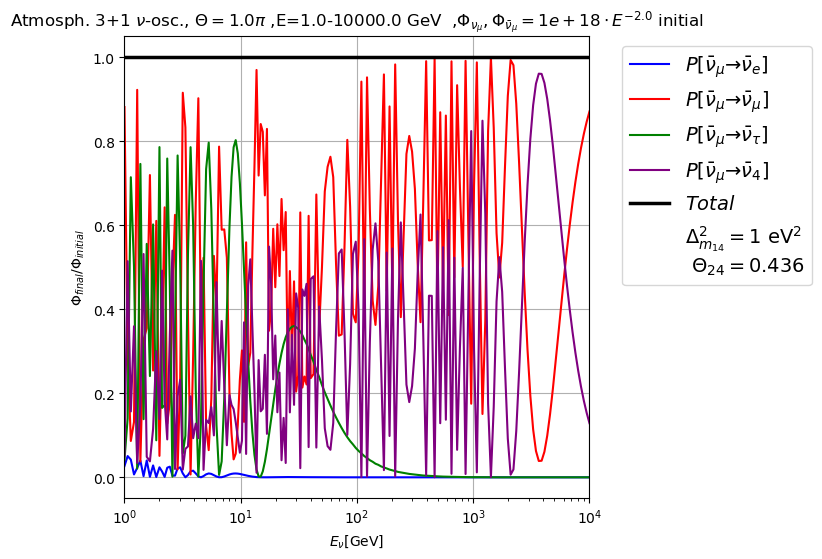 Atmosph. 3+1 ν-osc., Θ = 1.0π ,E=1.0-10000.0 GeV ,Φ_{ν_μ}, Φ_{ν̄_μ} = 1e + 18 · E^{−2.0} initial
1.0
0.8
0.6
0.4
0.2
0.0
Φ_{final}/Φ_{initial}
10^0
10^1
10^2
10^3
10^4
E_ν[GeV]
P[ν̄_μ→ν̄_e]
P[ν̄_μ→ν̄_μ]
P[ν̄_μ→ν̄_τ]
P[ν̄_μ→ν̄_4]
Total
Δ^2_{m_{14}} = 1 eV^2
Θ_{24} = 0.436